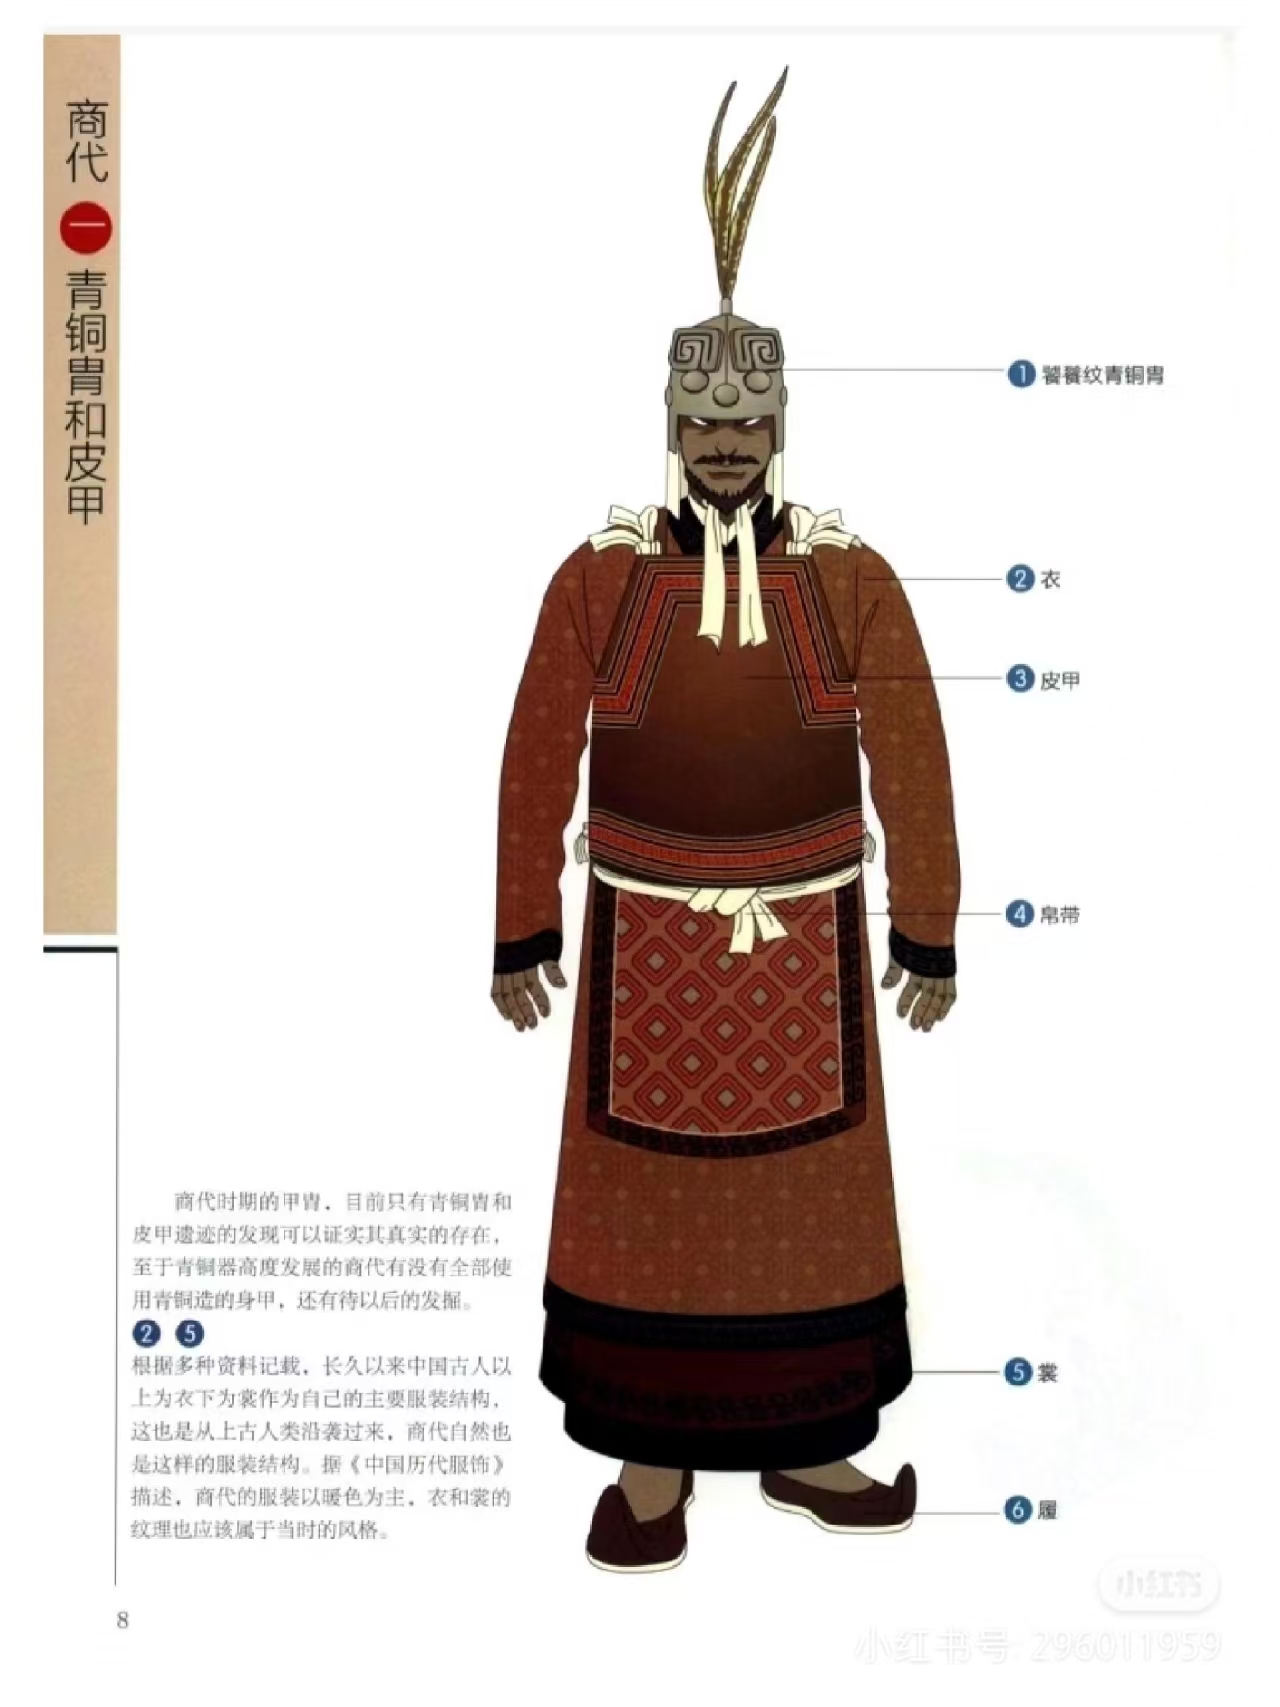 商代
一
青铜胄和皮甲
1 饕餮纹青铜胄
2 衣
3 皮甲
4 帛带
5 裳
6 履
商代时期的甲胄，目前只有青铜胄和
皮甲遗迹的发现可以证实其真实的存在，
至于青铜器高度发展的商代有没有全部使
用青铜造的身甲，还有待以后的发掘。
2 5
根据多种资料记载，长久以来中国古人以
上为衣下为裳作为自己的主要服装结构，
这也是从上古人类沿袭过来，商代自然也
是这样的服装结构。据《中国历代服饰》
描述，商代的服装以暖色为主，衣和裳的
纹理也应该属于当时的风格。
8
小红书
小红书号: 296011959